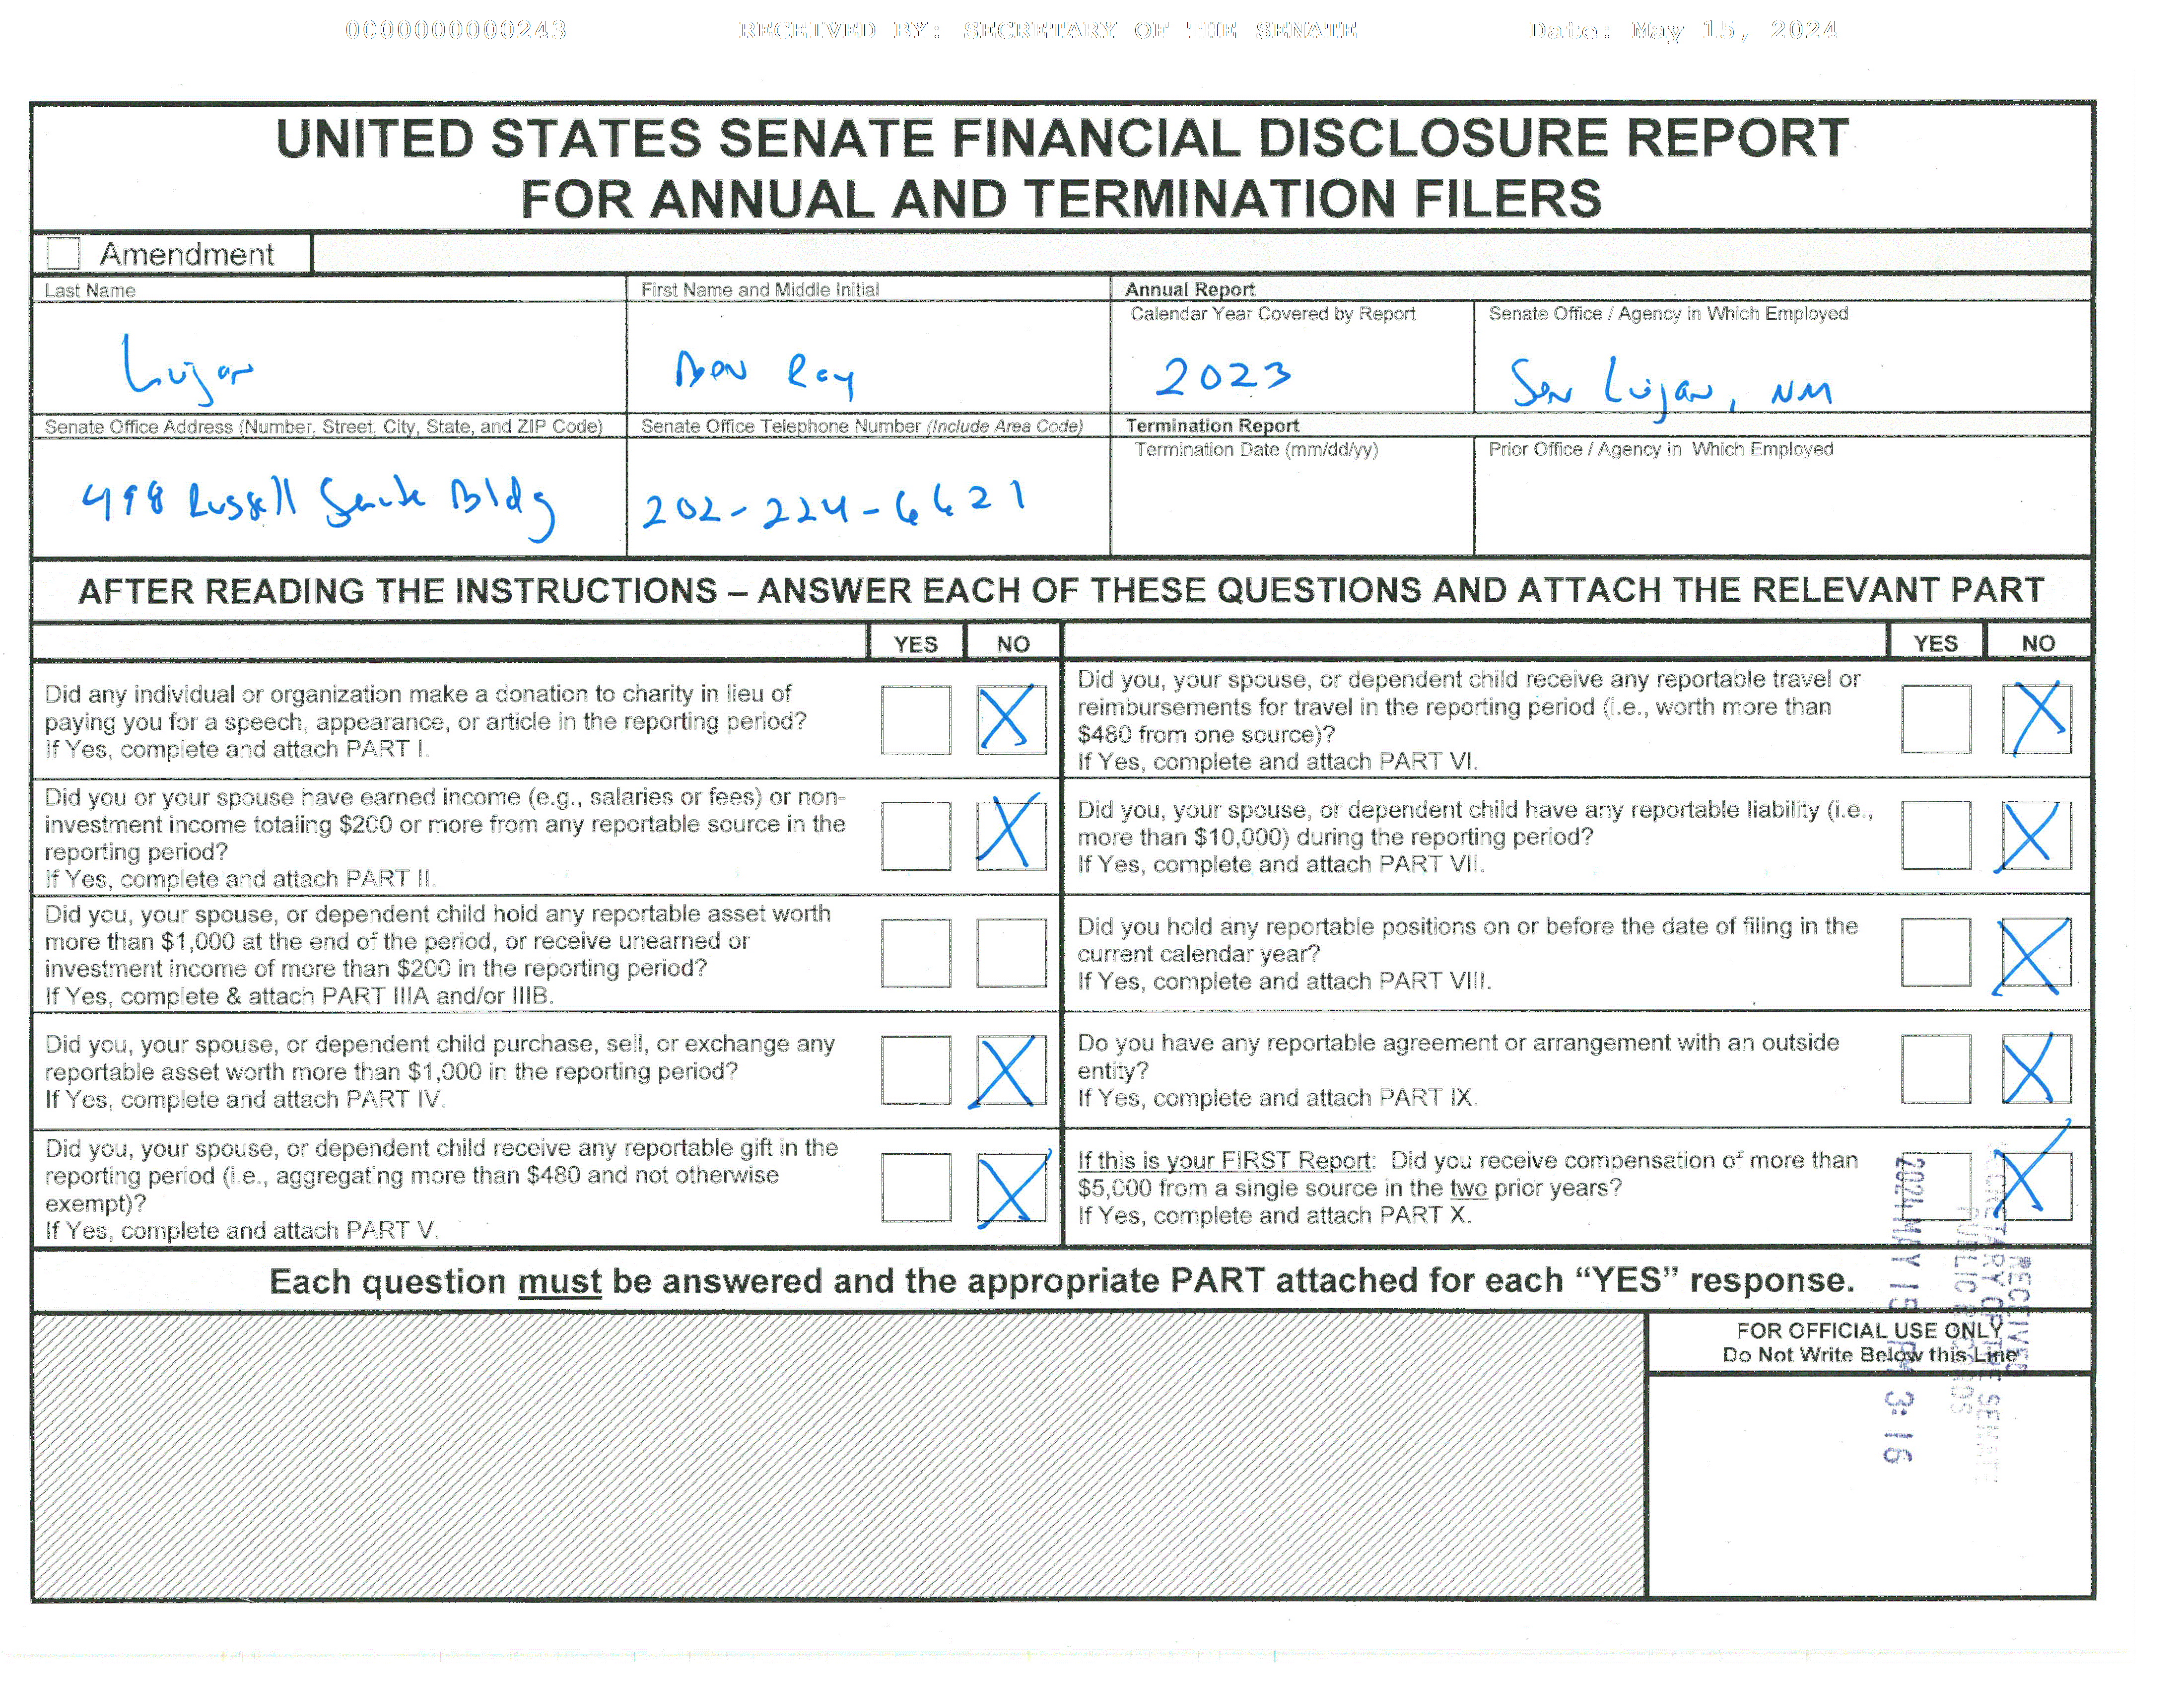 0000000000243 RECEIVED BY: SECRETARY OF THE SENATE Date: May 15, 2024
UNITED STATES SENATE FINANCIAL DISCLOSURE REPORT
FOR ANNUAL AND TERMINATION FILERS
Amendment
Last Name
Lujan
First Name and Middle Initial
Ben Ray
Annual Report
Calendar Year Covered by Report
2023
Senate Office / Agency in Which Employed
Sen Lujan, NM
Senate Office Address (Number, Street, City, State, and ZIP Code)
498 Russell Senate Bldg
Senate Office Telephone Number (Include Area Code)
202-224-6621
Termination Report
Termination Date (mm/dd/yy)
Prior Office / Agency in Which Employed
AFTER READING THE INSTRUCTIONS – ANSWER EACH OF THESE QUESTIONS AND ATTACH THE RELEVANT PART
YES NO
Did any individual or organization make a donation to charity in lieu of
paying you for a speech, appearance, or article in the reporting period?
If Yes, complete and attach PART I.
X
Did you or your spouse have earned income (e.g., salaries or fees) or non-
investment income totaling $200 or more from any reportable source in the
reporting period?
If Yes, complete and attach PART II.
X
Did you, your spouse, or dependent child hold any reportable asset worth
more than $1,000 at the end of the period, or receive unearned or
investment income of more than $200 in the reporting period?
If Yes, complete & attach PART IIIA and/or IIIB.
Did you, your spouse, or dependent child purchase, sell, or exchange any
reportable asset worth more than $1,000 in the reporting period?
If Yes, complete and attach PART IV.
X
Did you, your spouse, or dependent child receive any reportable gift in the
reporting period (i.e., aggregating more than $480 and not otherwise
exempt)?
If Yes, complete and attach PART V.
X
YES NO
Did you, your spouse, or dependent child receive any reportable travel or
reimbursements for travel in the reporting period (i.e., worth more than
$480 from one source)?
If Yes, complete and attach PART VI.
X
Did you, your spouse, or dependent child have any reportable liability (i.e.,
more than $10,000) during the reporting period?
If Yes, complete and attach PART VII.
X
Did you hold any reportable positions on or before the date of filing in the
current calendar year?
If Yes, complete and attach PART VIII.
X
Do you have any reportable agreement or arrangement with an outside
entity?
If Yes, complete and attach PART IX.
X
If this is your FIRST Report: Did you receive compensation of more than
$5,000 from a single source in the two prior years?
If Yes, complete and attach PART X.
X
Each question must be answered and the appropriate PART attached for each “YES” response.
FOR OFFICIAL USE ONLY
Do Not Write Below this Line
RECEIVED
SECRETARY OF THE SENATE
PUBLIC RECORDS
2024 MAY 15 PM 3:16